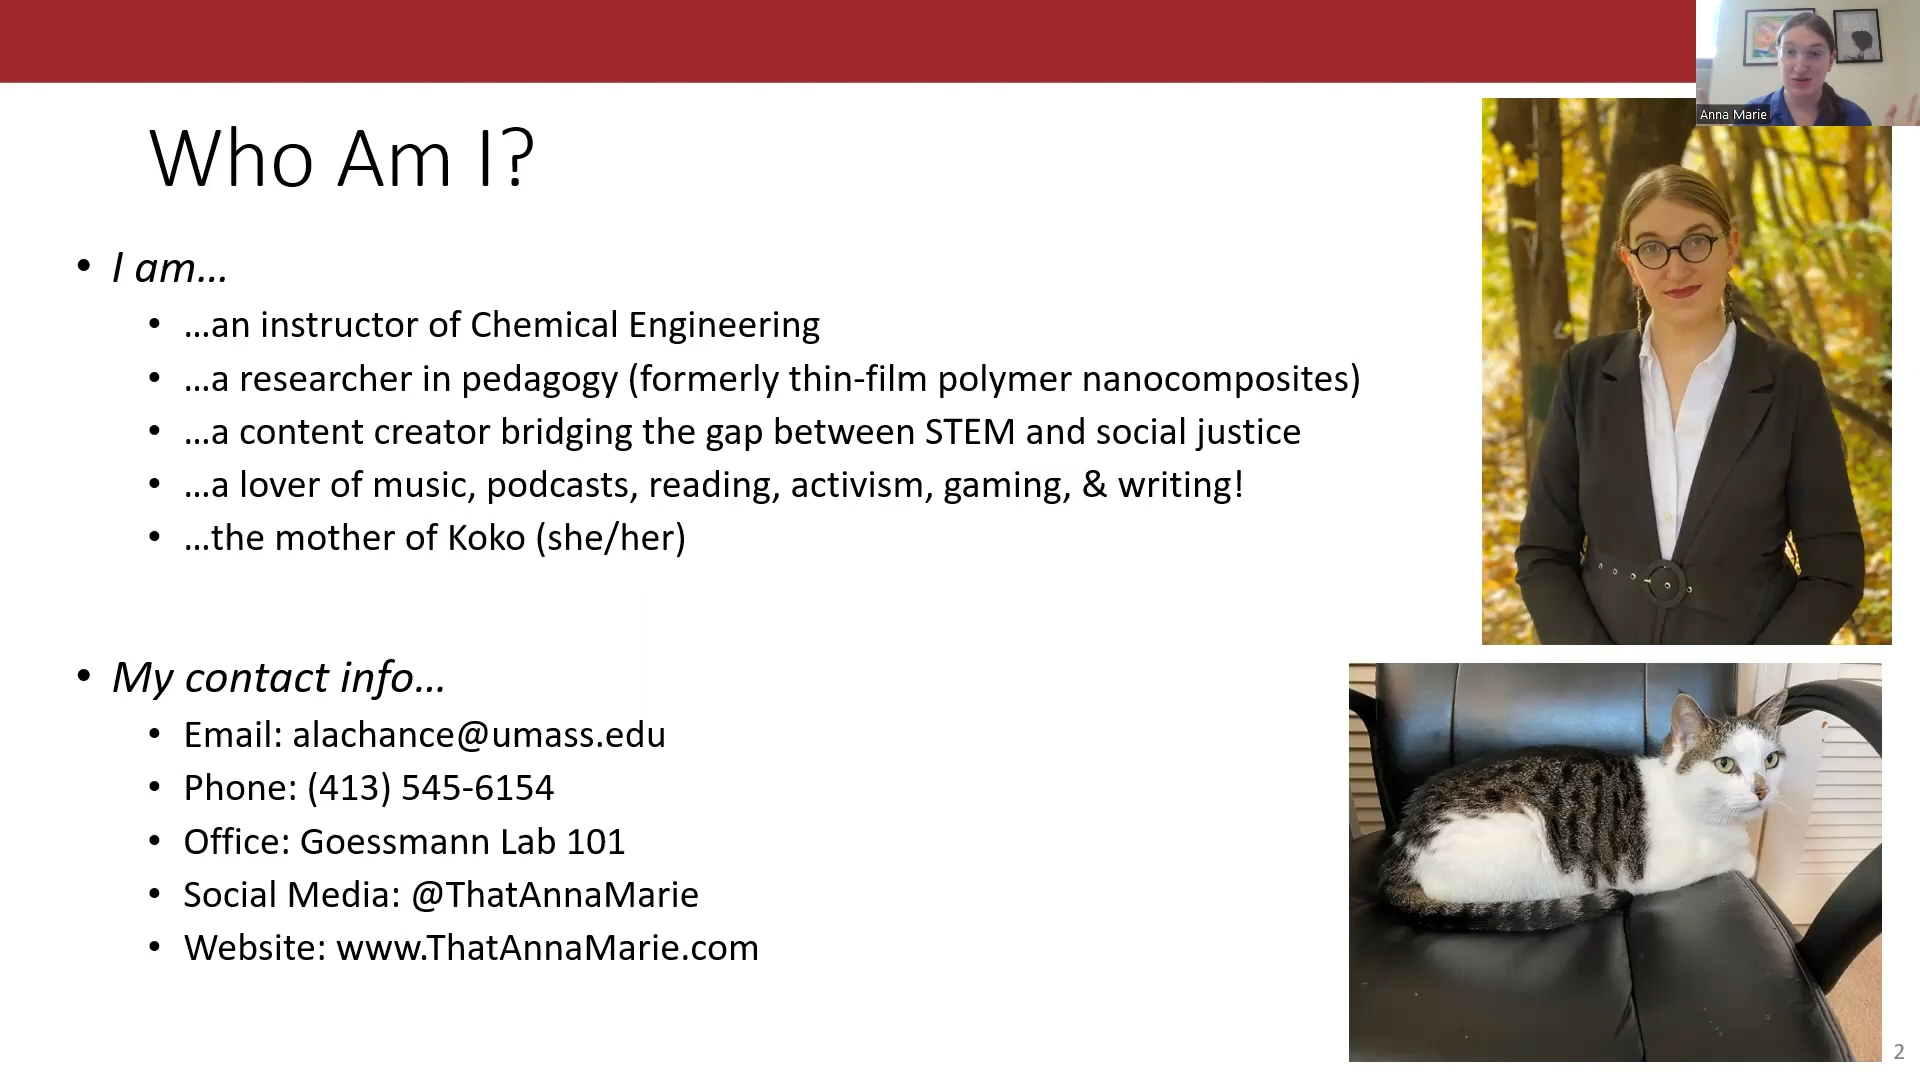 Anna Marie
Who Am I?
• I am…
• …an instructor of Chemical Engineering
• …a researcher in pedagogy (formerly thin-film polymer nanocomposites)
• …a content creator bridging the gap between STEM and social justice
• …a lover of music, podcasts, reading, activism, gaming, & writing!
• …the mother of Koko (she/her)
• My contact info…
• Email: alachance@umass.edu
• Phone: (413) 545-6154
• Office: Goessmann Lab 101
• Social Media: @ThatAnnaMarie
• Website: www.ThatAnnaMarie.com
2